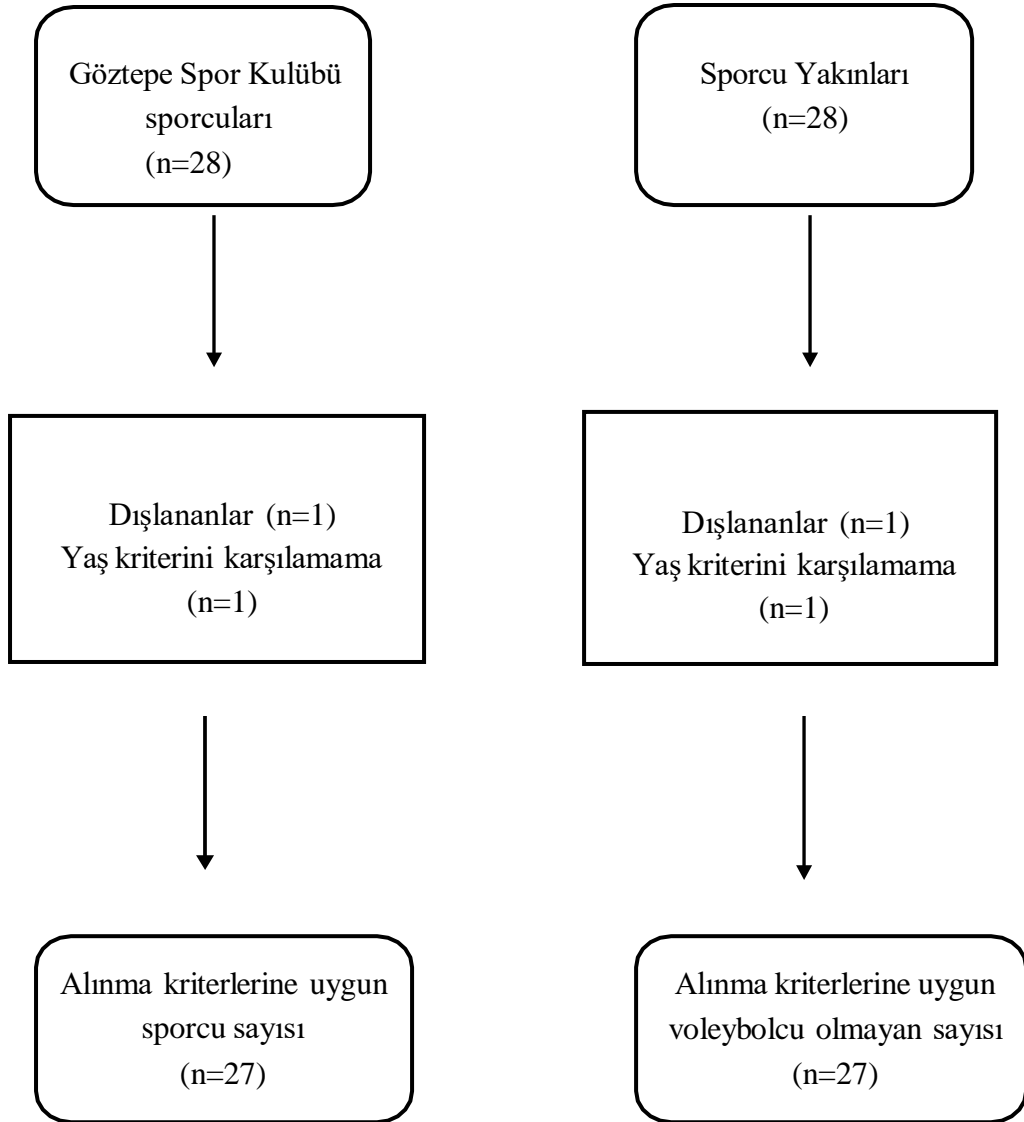 Göztepe Spor Kulübü
sporcuları
(n=28)
Sporcu Yakınları
(n=28)
Dışlananlar (n=1)
Yaş kriterini karşılamama
(n=1)
Dışlananlar (n=1)
Yaş kriterini karşılamama
(n=1)
Alınma kriterlerine uygun
sporcu sayısı
(n=27)
Alınma kriterlerine uygun
voleybolcu olmayan sayısı
(n=27)